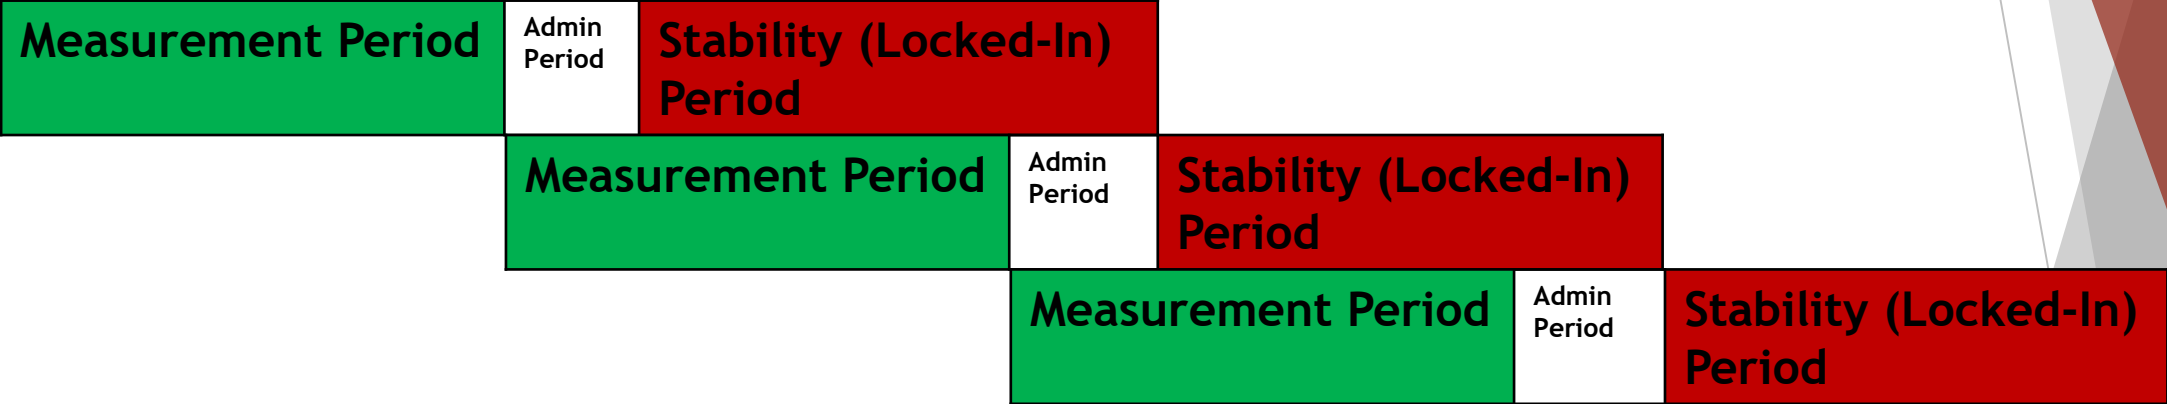 Measurement Period
Admin
Period
Stability (Locked-In)
Period
Measurement Period
Admin
Period
Stability (Locked-In)
Period
Measurement Period
Admin
Period
Stability (Locked-In)
Period